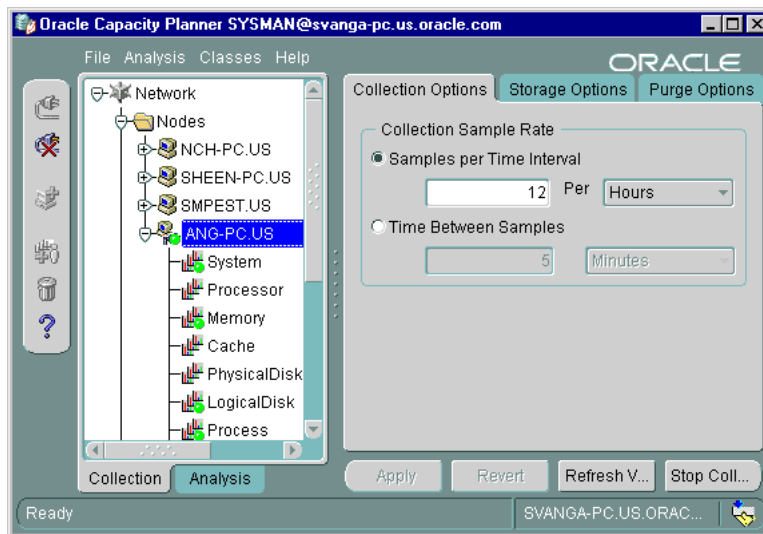 Oracle Capacity Planner SYSMAN@svanga-pc.us.oracle.com
File Analysis Classes Help
ORACLE
Network
Nodes
NCH-PC.US
SHEEN-PC.US
SMPEST.US
ANG-PC.US
System
Processor
Memory
Cache
PhysicalDisk
LogicalDisk
Process
Collection Analysis
Collection Options Storage Options Purge Options
Collection Sample Rate
Samples per Time Interval
12 Per Hours
Time Between Samples
5 Minutes
Apply Revert Refresh V... Stop Coll...
Ready SVANGA-PC.US.ORAC...